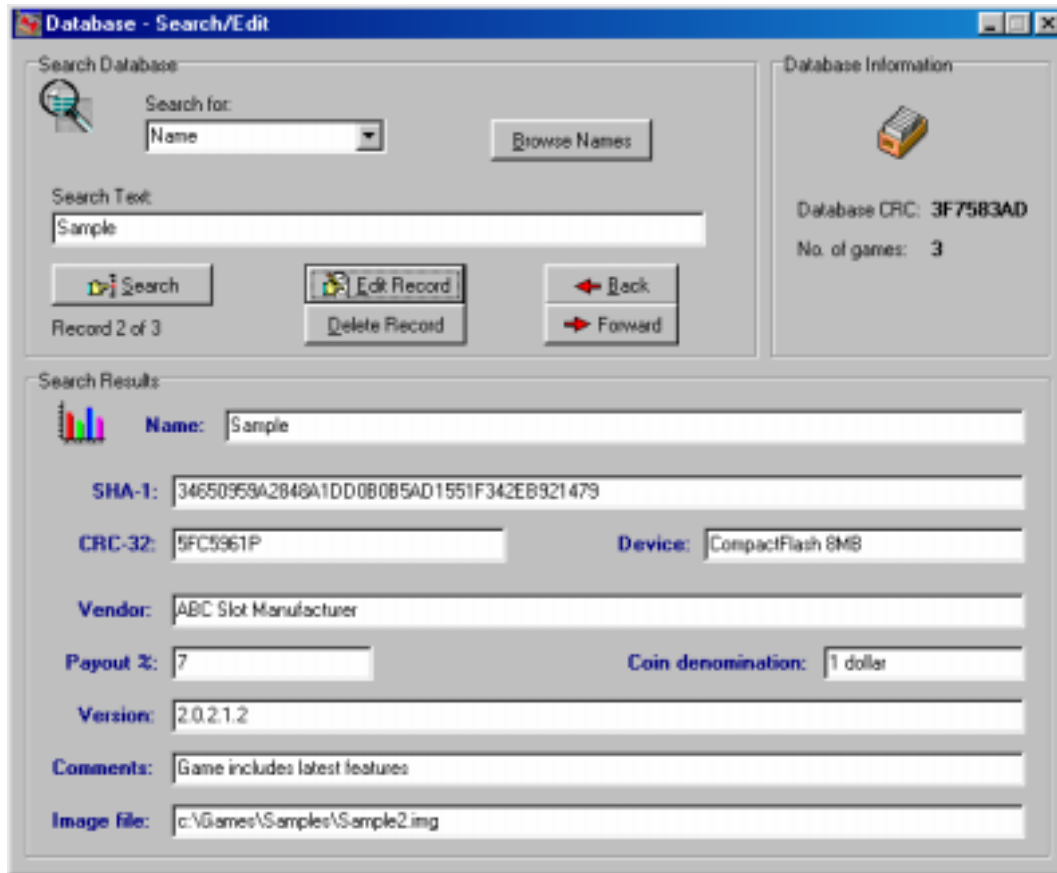 Database - Search/Edit
Search Database
Search for:
Name
Browse Names
Search Text:
Sample
Search
Edit Record
Back
Record 2 of 3
Delete Record
Forward
Database Information
Database CRC: 3F7583AD
No. of games: 3
Search Results
Name: Sample
SHA-1: 34650959A2848A1DD0B0B5AD1551F342EB921479
CRC-32: 5FC5961P
Device: CompactFlash 8MB
Vendor: ABC Slot Manufacturer
Payout %: 7
Coin denomination: 1 dollar
Version: 2.0.2.1.2
Comments: Game includes latest features
Image file: c:\Games\Samples\Sample2.img